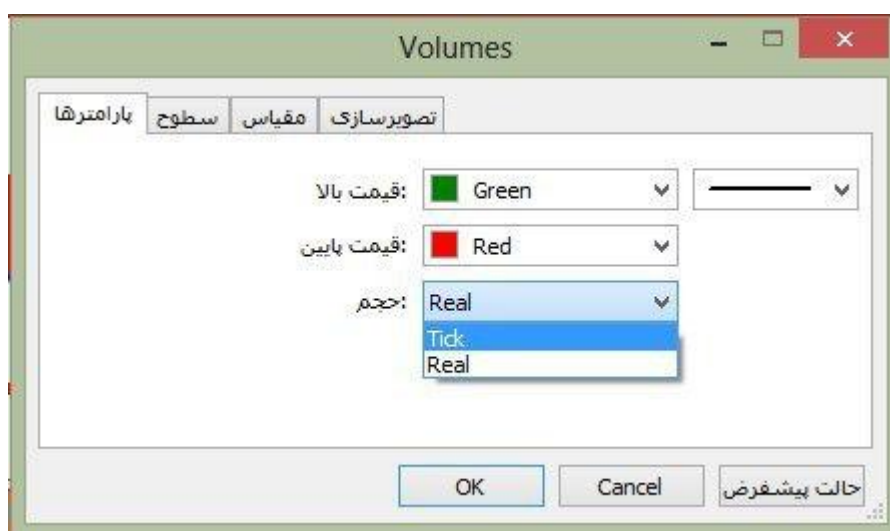 Volumes
پارامترها
سطوح
مقیاس
تصویرسازی
قیمت بالا:
Green
قیمت پایین:
Red
حجم:
Real
Tick
Real
OK
Cancel
حالت پیشفرض